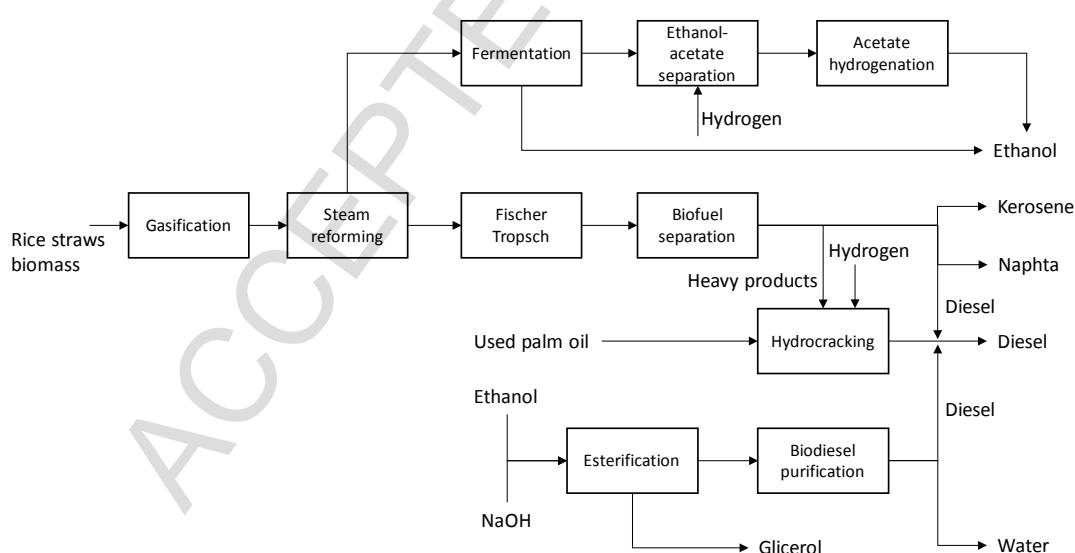 Fermentation
Ethanol-
acetate
separation
Acetate
hydrogenation
Hydrogen
Ethanol
Rice straws
biomass
Gasification
Steam
reforming
Fischer
Tropsch
Biofuel
separation
Kerosene
Hydrogen
Naphta
Heavy products
Diesel
Used palm oil
Hydrocracking
Diesel
Ethanol
Diesel
Esterification
Biodiesel
purification
NaOH
Glicerol
Water
ACCEPTE